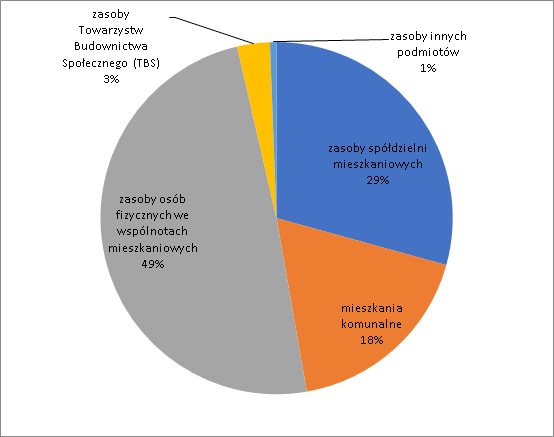 zasoby
Towarzystw
Budownictwa
Społecznego (TBS)
3%
zasoby innych
podmiotów
1%
zasoby spółdzielni
mieszkaniowych
29%
zasoby osób
fizycznych we
wspólnotach
mieszkaniowych
49%
mieszkania
komunalne
18%